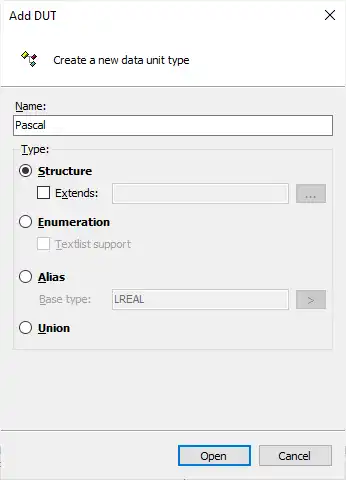 Add DUT
Create a new data unit type
Name:
Pascal
Type:
Structure
Extends:
...
Enumeration
Textlist support
Alias
Base type: LREAL >
Union
Open Cancel